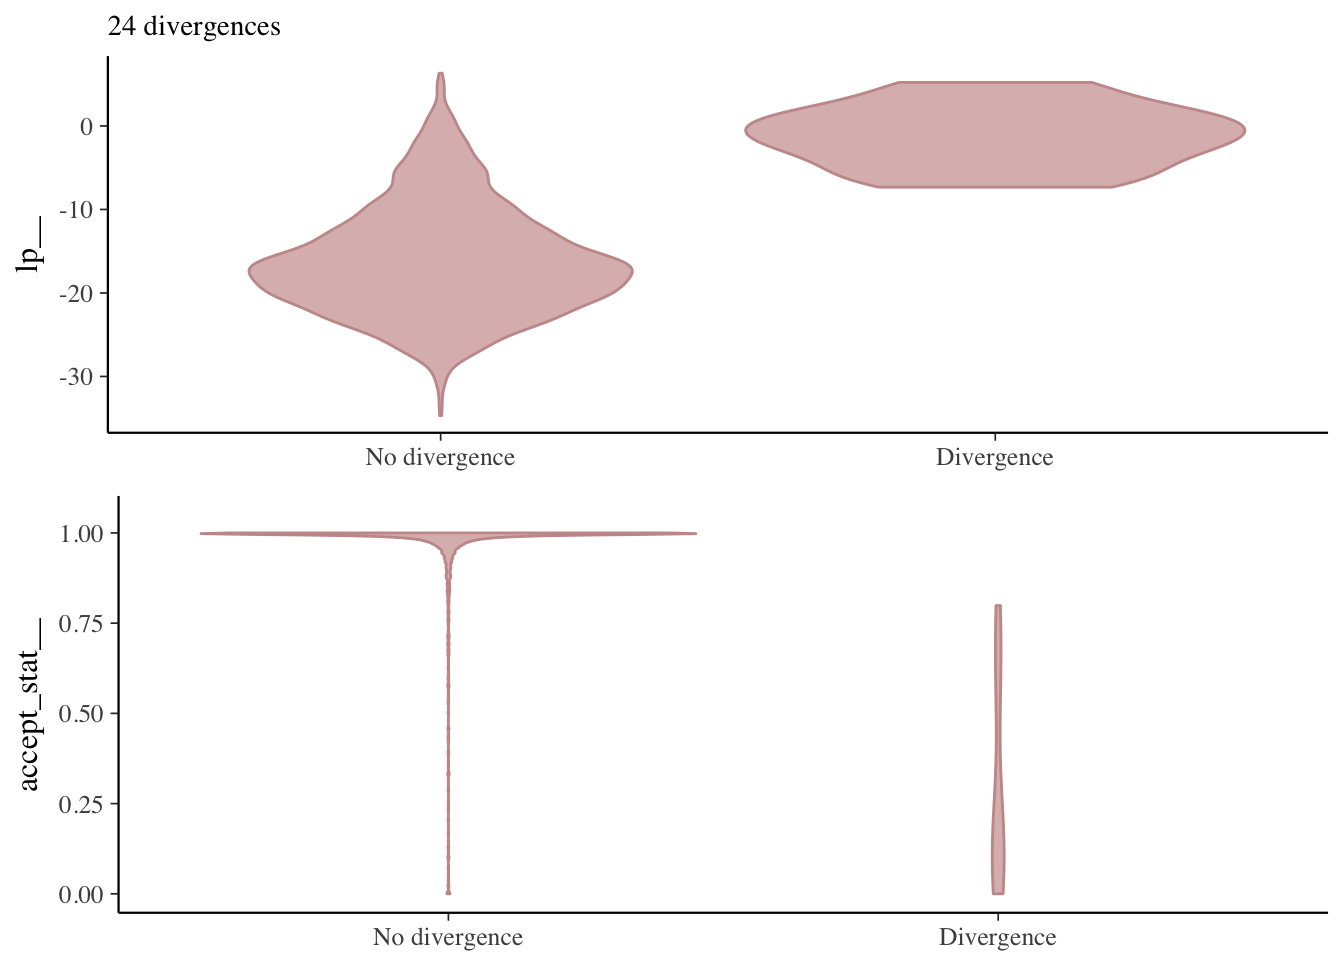 24 divergences
lp__
0
-10
-20
-30
No divergence
Divergence
accept_stat__
1.00
0.75
0.50
0.25
0.00
No divergence
Divergence